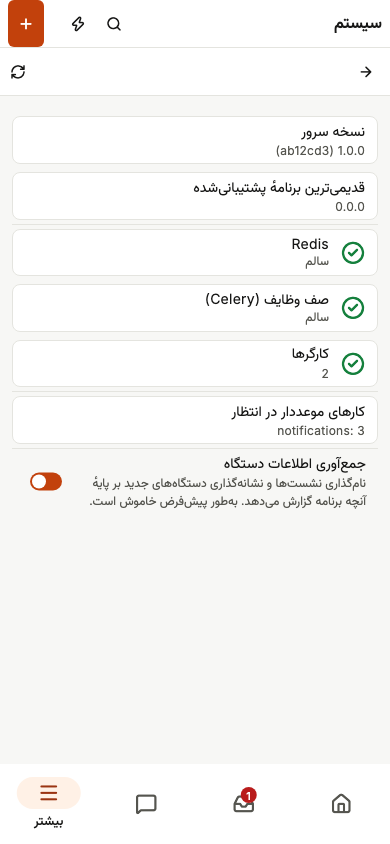 سیستم
نسخه سرور
1.0.0 (ab12cd3)
قدیمی‌ترین برنامهٔ پشتیبانی‌شده
0.0.0
Redis
سالم
صف وظایف (Celery)
سالم
کارگرها
2
کارهای موعددار در انتظار
notifications: 3
جمع‌آوری اطلاعات دستگاه
نام‌گذاری نشست‌ها و نشانه‌گذاری دستگاه‌های جدید بر پایهٔ
آنچه برنامه گزارش می‌دهد. به‌طور پیش‌فرض خاموش است.
1
بیشتر